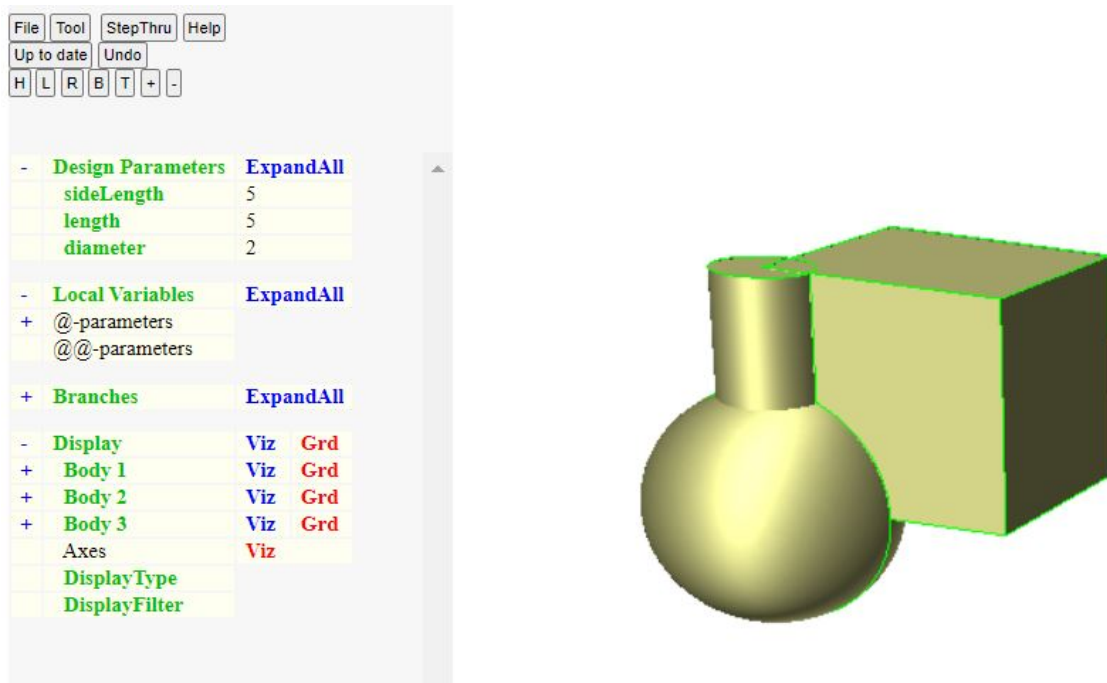 File Tool StepThru Help
Up to date Undo
H L R B T + -
- Design Parameters ExpandAll
sideLength 5
length 5
diameter 2
- Local Variables ExpandAll
+ @-parameters
@@-parameters
+ Branches ExpandAll
- Display Viz Grd
+ Body 1 Viz Grd
+ Body 2 Viz Grd
+ Body 3 Viz Grd
Axes Viz
DisplayType
DisplayFilter